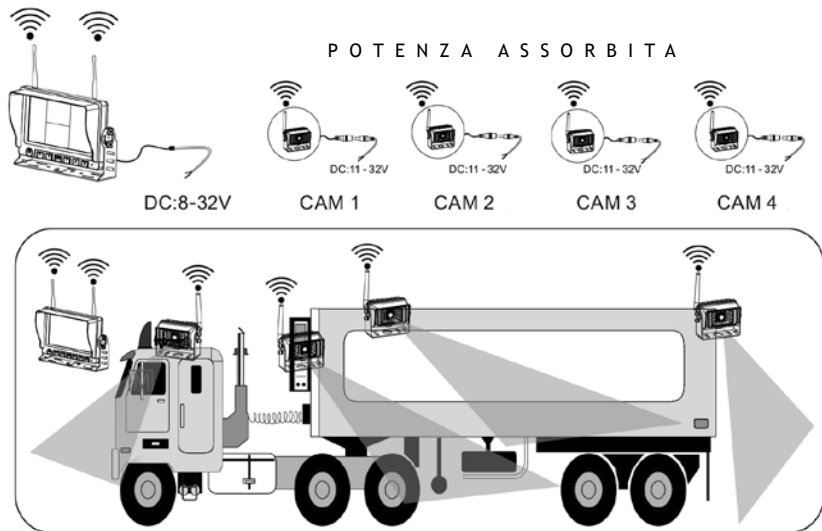 POTENZA ASSORBITA
DC:8-32V
DC:11 - 32V
DC:11 - 32V
DC:11 - 32V
DC:11 - 32V
CAM 1
CAM 2
CAM 3
CAM 4